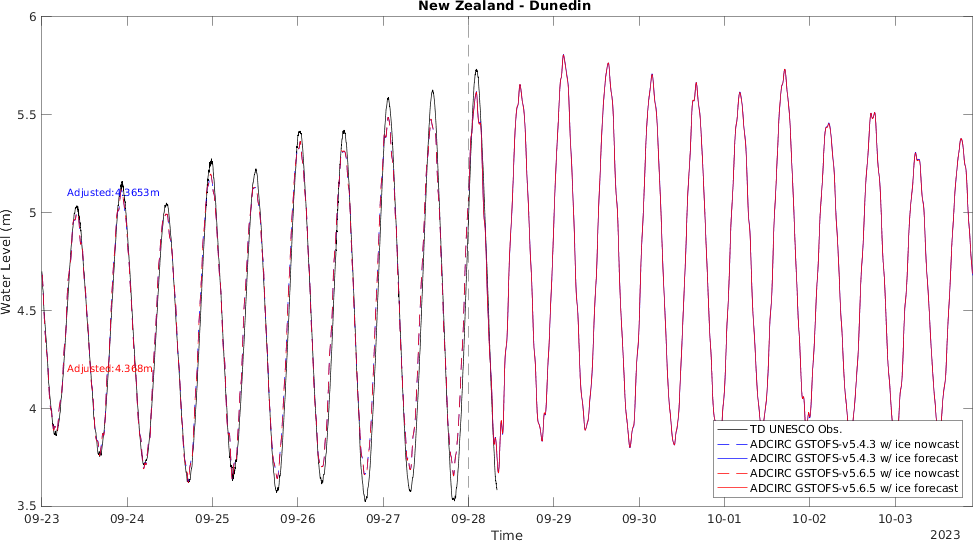 New Zealand - Dunedin
6
5.5
5
4.5
4
3.5
Water Level (m)
Adjusted:4.3653m
Adjusted:4.368m
TD UNESCO Obs.
ADCIRC GSTOFS-v5.4.3 w/ ice nowcast
ADCIRC GSTOFS-v5.4.3 w/ ice forecast
ADCIRC GSTOFS-v5.6.5 w/ ice nowcast
ADCIRC GSTOFS-v5.6.5 w/ ice forecast
09-23 09-24 09-25 09-26 09-27 09-28 09-29 09-30 10-01 10-02 10-03
Time
2023